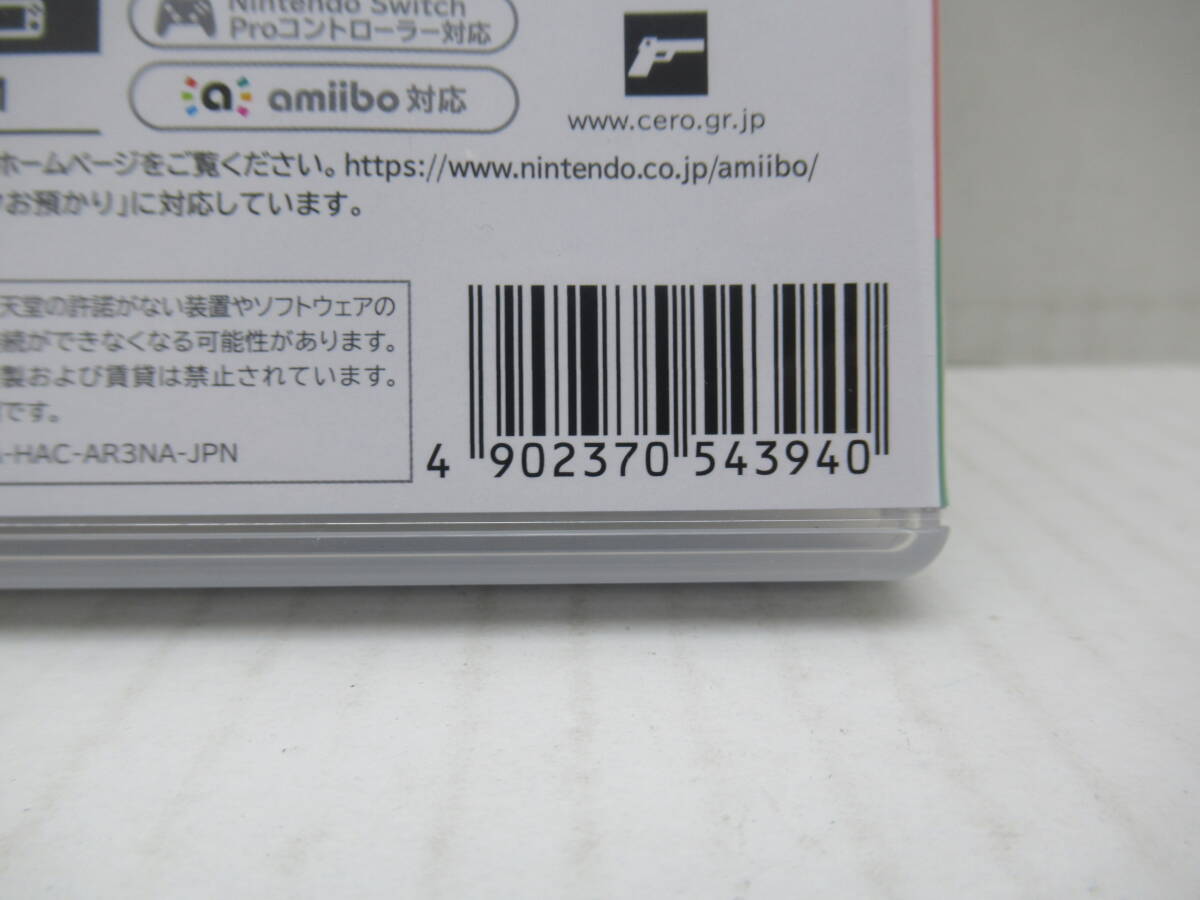 Nintendo Switch
Proコントローラー対応
amiibo 対応
www.cero.gr.jp
ホームページをご覧ください。https://www.nintendo.co.jp/amiibo/
お預かり」に対応しています。
天堂の許諾がない装置やソフトウェアの
続ができなくなる可能性があります。
製および賃貸は禁止されています。
です。
-HAC-AR3NA-JPN
4 902370 543940